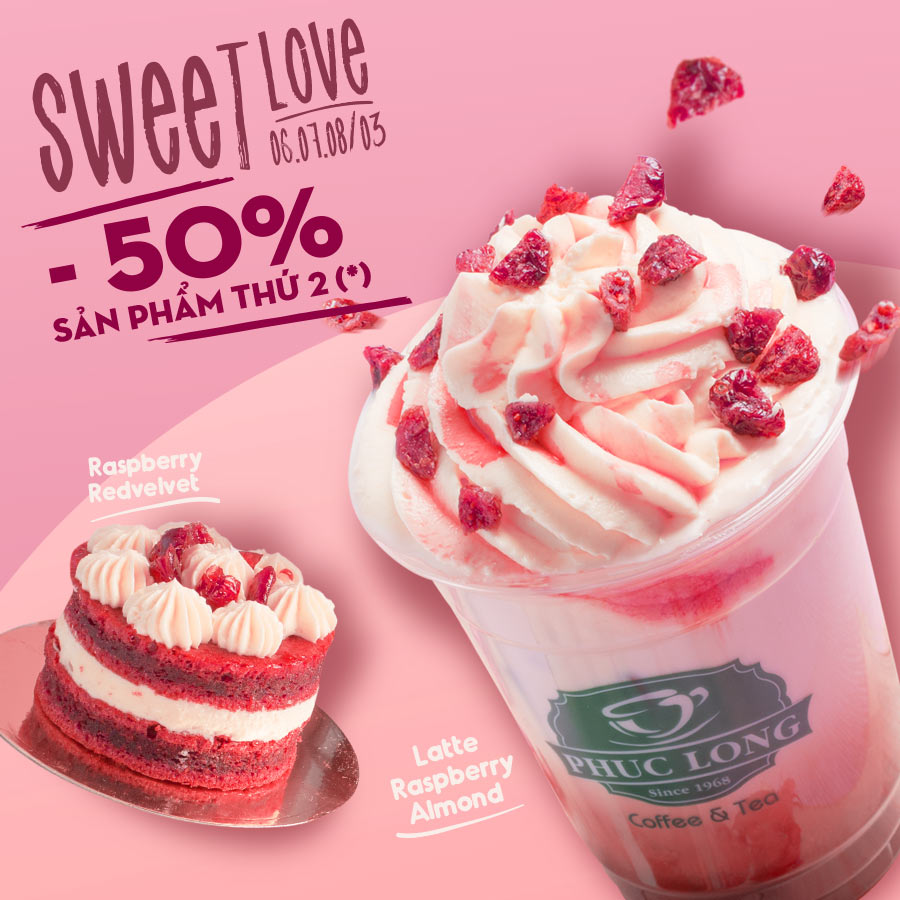 SWEET LOVE
06.07.08/03
- 50%
SẢN PHẨM THỨ 2 (*)
Raspberry
Redvelvet
Latte
Raspberry
Almond
PHUC LONG
Since 1968
Coffee & Tea